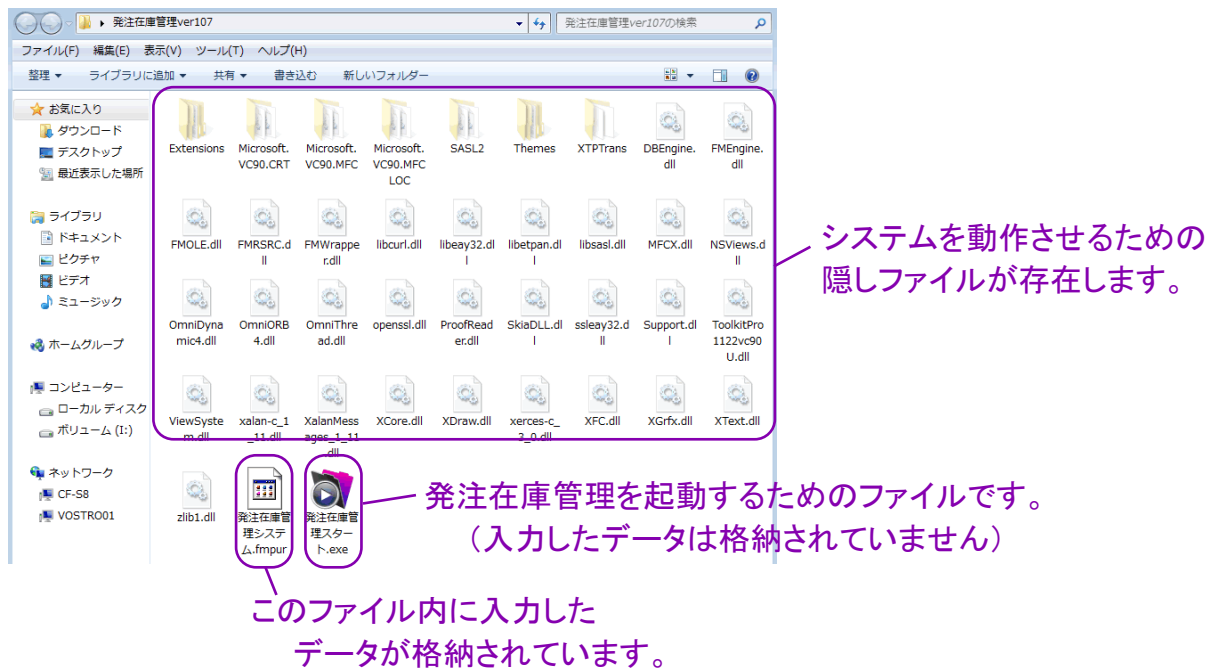 発注在庫管理ver107
発注在庫管理ver107の検索
ファイル(F) 編集(E) 表示(V) ツール(T) ヘルプ(H)
整理 ライブラリに追加 共有 書き込む 新しいフォルダー
お気に入り
ダウンロード
デスクトップ
最近表示した場所
ライブラリ
ドキュメント
ピクチャ
ビデオ
ミュージック
ホームグループ
コンピューター
ローカル ディスク
ボリューム (I:)
ネットワーク
CF-S8
VOSTRO01
Extensions Microsoft. Microsoft. Microsoft. SASL2 Themes XTPTrans DBEngine. FMEngine.
VC90.CRT VC90.MFC VC90.MFC dll dll
LOC
FMOLE.dll FMRSRC.d FMWrappe libcurl.dll libeay32.dl libetpan.dl libsasl.dll MFCX.dll NSViews.d
ll r.dll l l ll
OmniDyna OmniORB OmniThre openssl.dll ProofRead SkiaDLL.dl ssleay32.d Support.dl ToolkitPro
mic4.dll 4.dll ad.dll er.dll l ll l 1122vc90
U.dll
ViewSyste xalan-c_1 XalanMess XCore.dll XDraw.dll xerces-c_ XFC.dll XGrfx.dll XText.dll
m.dll _11.dll ages_1_11 3_0.dll
.dll
zlib1.dll 発注在庫管 発注在庫管
理システ 理スター
ム.fmpur ト.exe
システムを動作させるための
隠しファイルが存在します。
発注在庫管理を起動するためのファイルです。
（入力したデータは格納されていません）
このファイル内に入力した
データが格納されています。